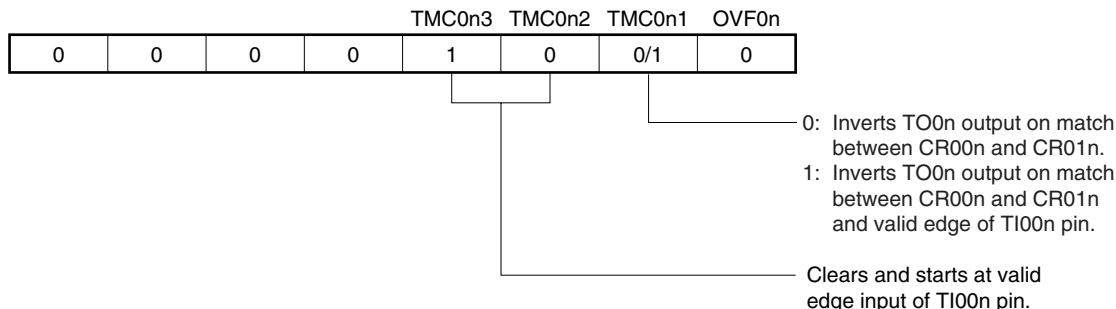 TMC0n3 TMC0n2 TMC0n1 OVF0n
0 0 0 0 1 0 0/1 0
0: Inverts TO0n output on match
between CR00n and CR01n.
1: Inverts TO0n output on match
between CR00n and CR01n
and valid edge of TI00n pin.
Clears and starts at valid
edge input of TI00n pin.